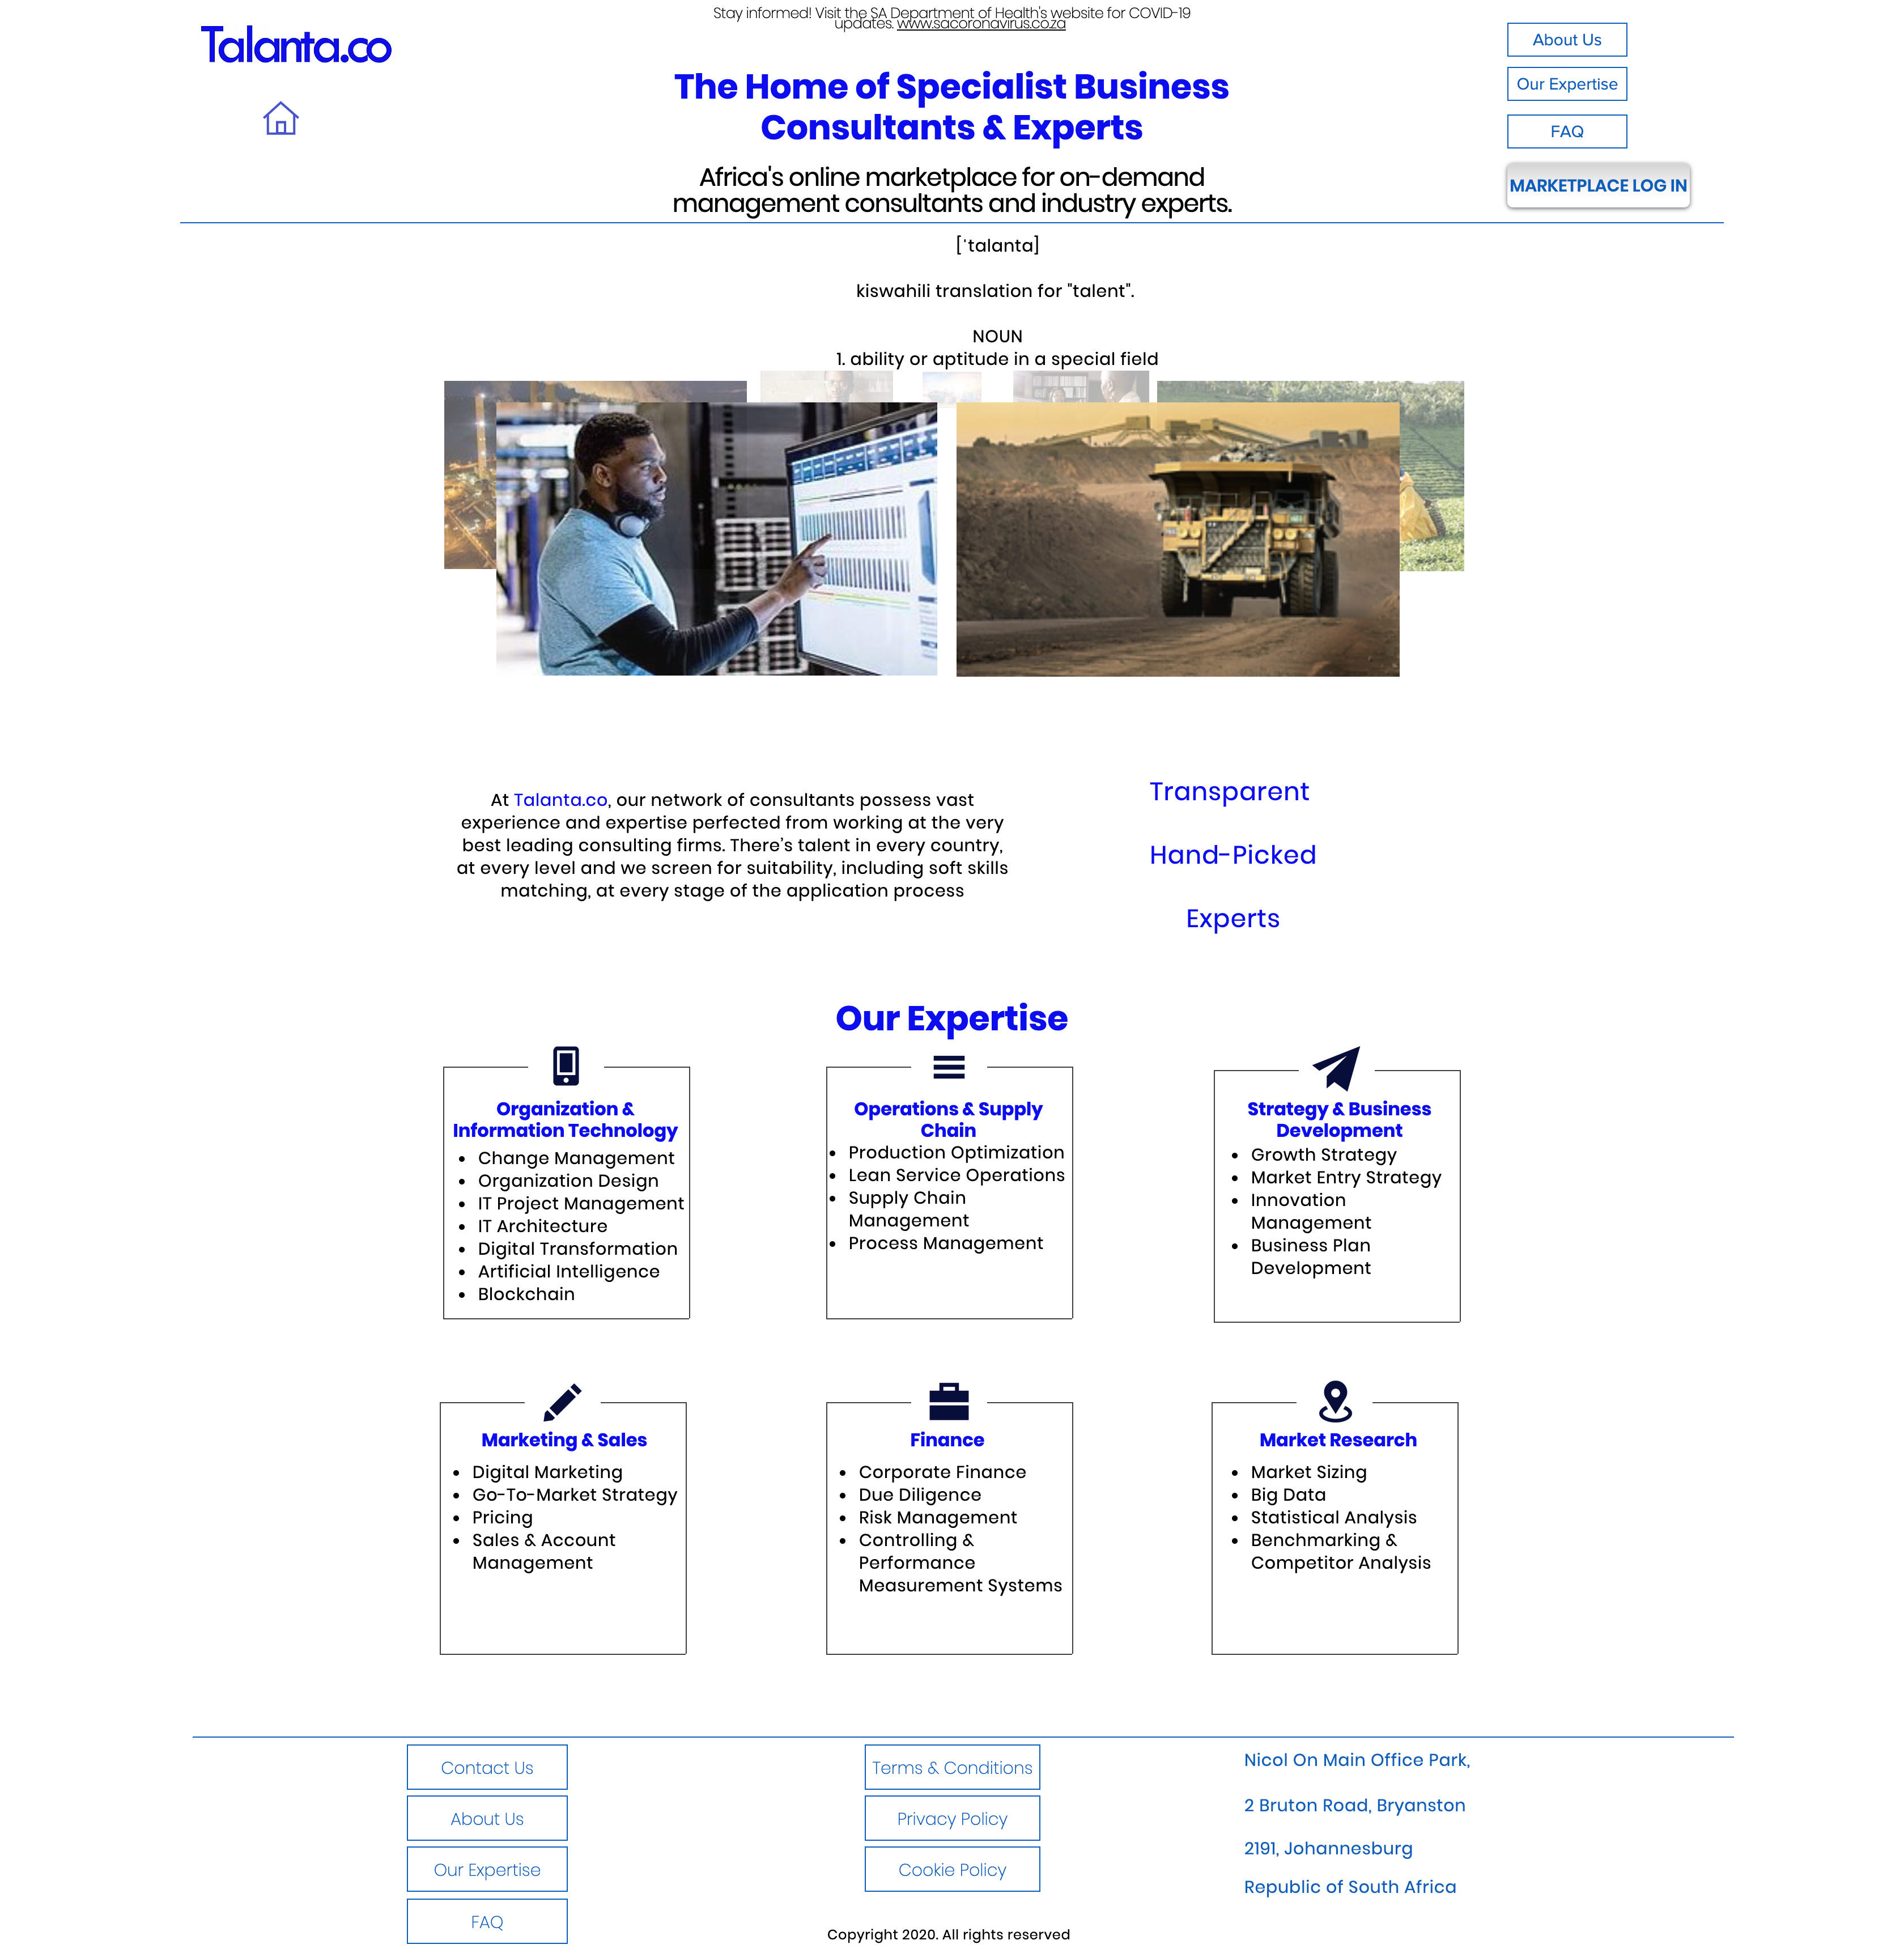 Stay informed! Visit the SA Department of Health's website for COVID-19
updates. www.sacoronavirus.co.za
Talanta.co
The Home of Specialist Business
Consultants & Experts
Africa's online marketplace for on-demand
management consultants and industry experts.
About Us
Our Expertise
FAQ
MARKETPLACE LOG IN
[ˈtalanta]
kiswahili translation for "talent".
NOUN
1. ability or aptitude in a special field
At Talanta.co, our network of consultants possess vast
experience and expertise perfected from working at the very
best leading consulting firms. There's talent in every country,
at every level and we screen for suitability, including soft skills
matching, at every stage of the application process
Transparent
Hand-Picked
Experts
Our Expertise
Organization &
Information Technology
• Change Management
• Organization Design
• IT Project Management
• IT Architecture
• Digital Transformation
• Artificial Intelligence
• Blockchain
Operations & Supply
Chain
• Production Optimization
• Lean Service Operations
• Supply Chain
Management
• Process Management
Strategy & Business
Development
• Growth Strategy
• Market Entry Strategy
• Innovation
Management
• Business Plan
Development
Marketing & Sales
• Digital Marketing
• Go-To-Market Strategy
• Pricing
• Sales & Account
Management
Finance
• Corporate Finance
• Due Diligence
• Risk Management
• Controlling &
Performance
Measurement Systems
Market Research
• Market Sizing
• Big Data
• Statistical Analysis
• Benchmarking &
Competitor Analysis
Contact Us
About Us
Our Expertise
FAQ
Terms & Conditions
Privacy Policy
Cookie Policy
Nicol On Main Office Park,
2 Bruton Road, Bryanston
2191, Johannesburg
Republic of South Africa
Copyright 2020. All rights reserved